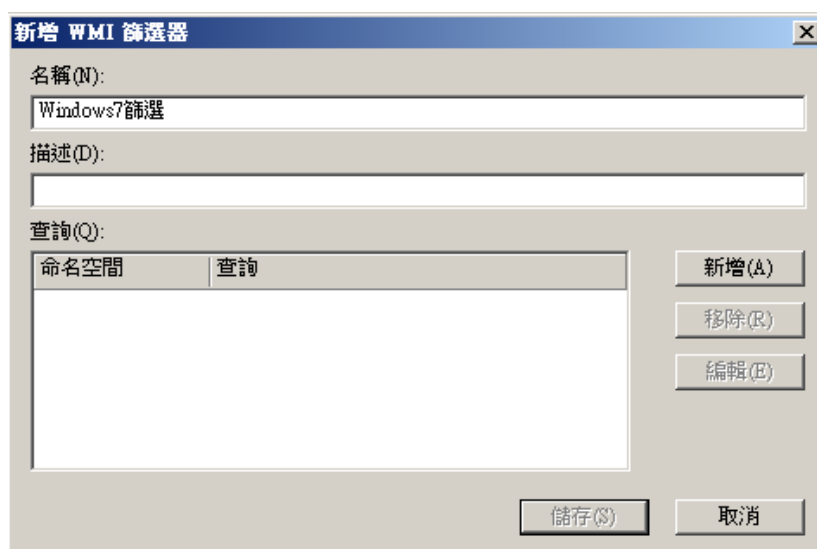 新增 WMI 篩選器
名稱(N):
Windows7篩選
描述(D):
查詢(Q):
命名空間 查詢
新增(A)
移除(R)
編輯(E)
儲存(S) 取消